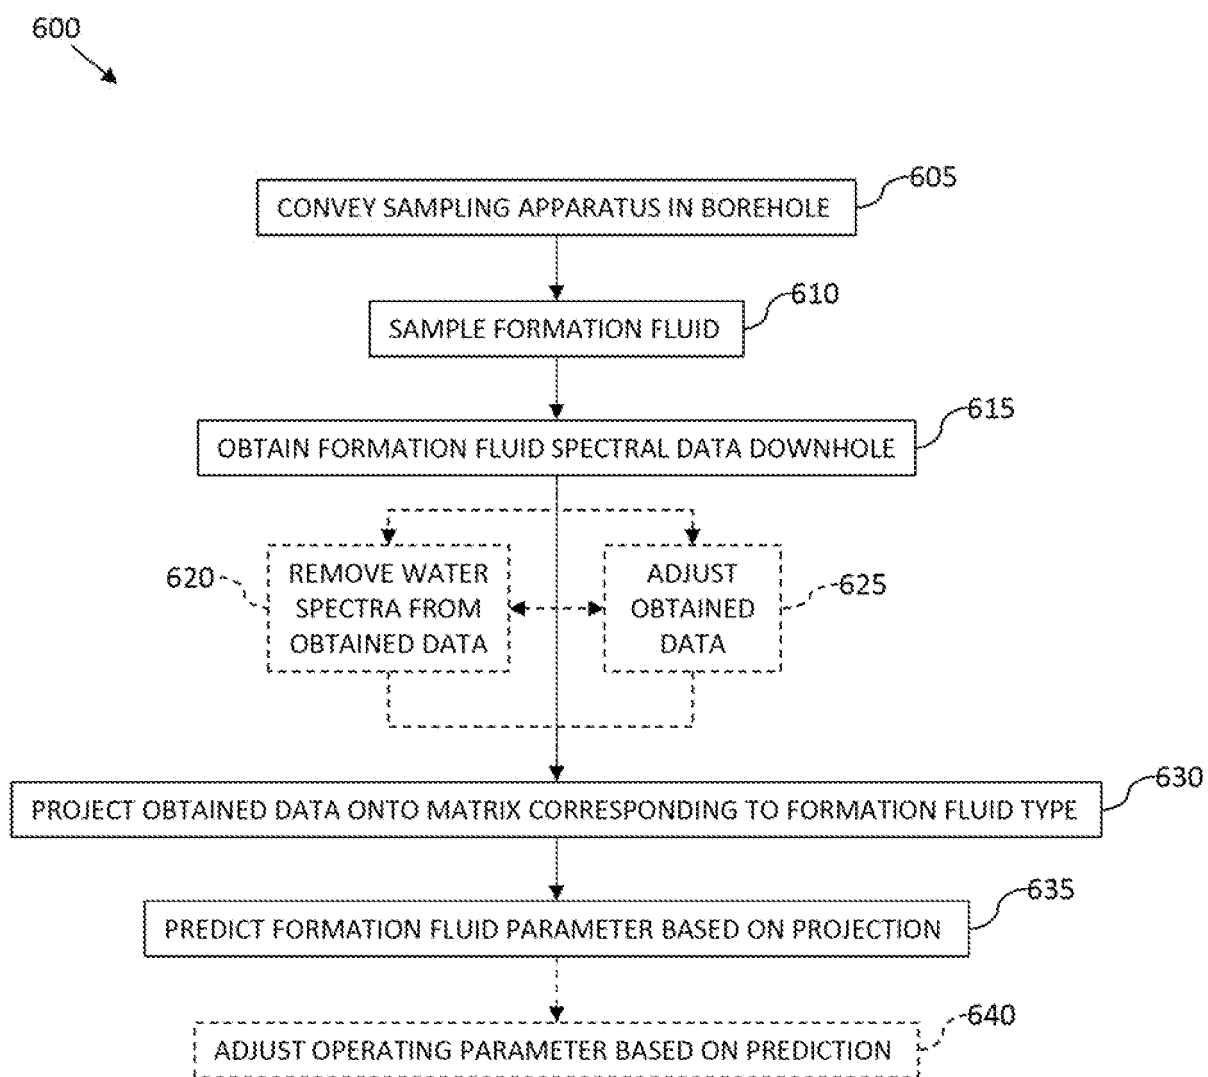 600
605
CONVEY SAMPLING APPARATUS IN BOREHOLE
610
SAMPLE FORMATION FLUID
615
OBTAIN FORMATION FLUID SPECTRAL DATA DOWNHOLE
620
REMOVE WATER
SPECTRA FROM
OBTAINED DATA
ADJUST
OBTAINED
DATA
625
630
PROJECT OBTAINED DATA ONTO MATRIX CORRESPONDING TO FORMATION FLUID TYPE
635
PREDICT FORMATION FLUID PARAMETER BASED ON PROJECTION
640
ADJUST OPERATING PARAMETER BASED ON PREDICTION